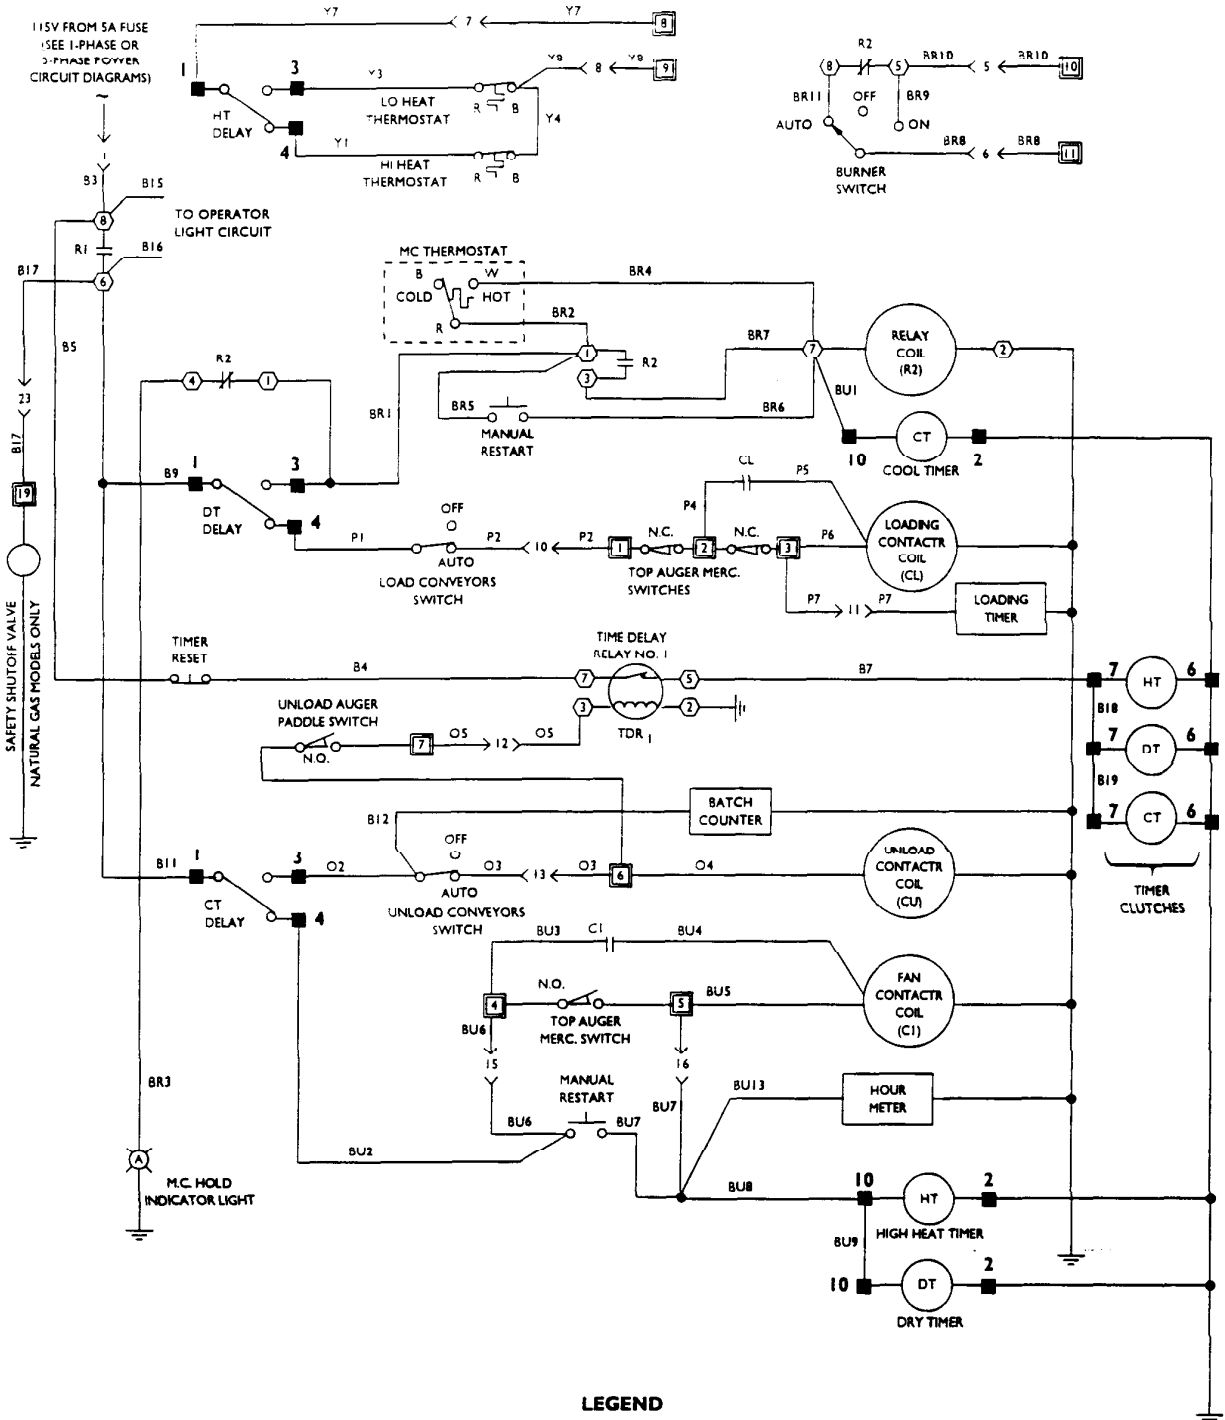 Y7
7
Y7
8
115V FROM 5A FUSE
(SEE 1-PHASE OR
3-PHASE POWER
CIRCUIT DIAGRAMS)
1
3
Y3
Y8
8
Y8
9
HT
DELAY
LO HEAT
THERMOSTAT
R
B
Y4
4
Y1
HI HEAT
THERMOSTAT
R
B
R2
8
5
BR10
5
BR10
10
BR11
OFF
BR9
AUTO
ON
BR8
6
BR8
11
BURNER
SWITCH
1
B3
B15
8
TO OPERATOR
LIGHT CIRCUIT
R1
B16
6
B17
B5
MC THERMOSTAT
B
W
COLD
HOT
R
BR4
BR2
1
R2
3
BR7
7
RELAY
COIL
(R2)
2
R2
4
1
BR1
BR5
MANUAL
RESTART
BR6
BU1
10
CT
2
COOL TIMER
23
B17
19
B9
1
3
DT
DELAY
4
OFF
P1
AUTO
LOAD CONVEYORS
SWITCH
P2
10
P2
1
N.C.
2
N.C.
3
TOP AUGER MERC.
SWITCHES
CL
P4
P5
P6
LOADING
CONTACTR
COIL
(CL)
P7
11
P7
LOADING
TIMER
SAFETY SHUTOFF VALVE
NATURAL GAS MODELS ONLY
TIMER
RESET
B4
TIME DELAY
RELAY NO. 1
7
5
3
2
TDR 1
B7
7
HT
6
B18
7
DT
6
B19
7
CT
6
TIMER
CLUTCHES
UNLOAD AUGER
PADDLE SWITCH
N.O.
7
O5
12
O5
B12
BATCH
COUNTER
B11
1
3
CT
DELAY
4
O2
OFF
AUTO
UNLOAD CONVEYORS
SWITCH
O3
13
O3
6
O4
UNLOAD
CONTACTR
COIL
(CU)
BU3
C1
BU4
4
N.O.
TOP AUGER
MERC. SWITCH
5
BU5
FAN
CONTACTR
COIL
(C1)
BU6
15
16
MANUAL
RESTART
BU6
BU7
BU7
BU13
HOUR
METER
BR3
BU2
A
M.C. HOLD
INDICATOR LIGHT
BU8
10
HT
2
HIGH HEAT TIMER
BU9
10
DT
2
DRY TIMER
LEGEND